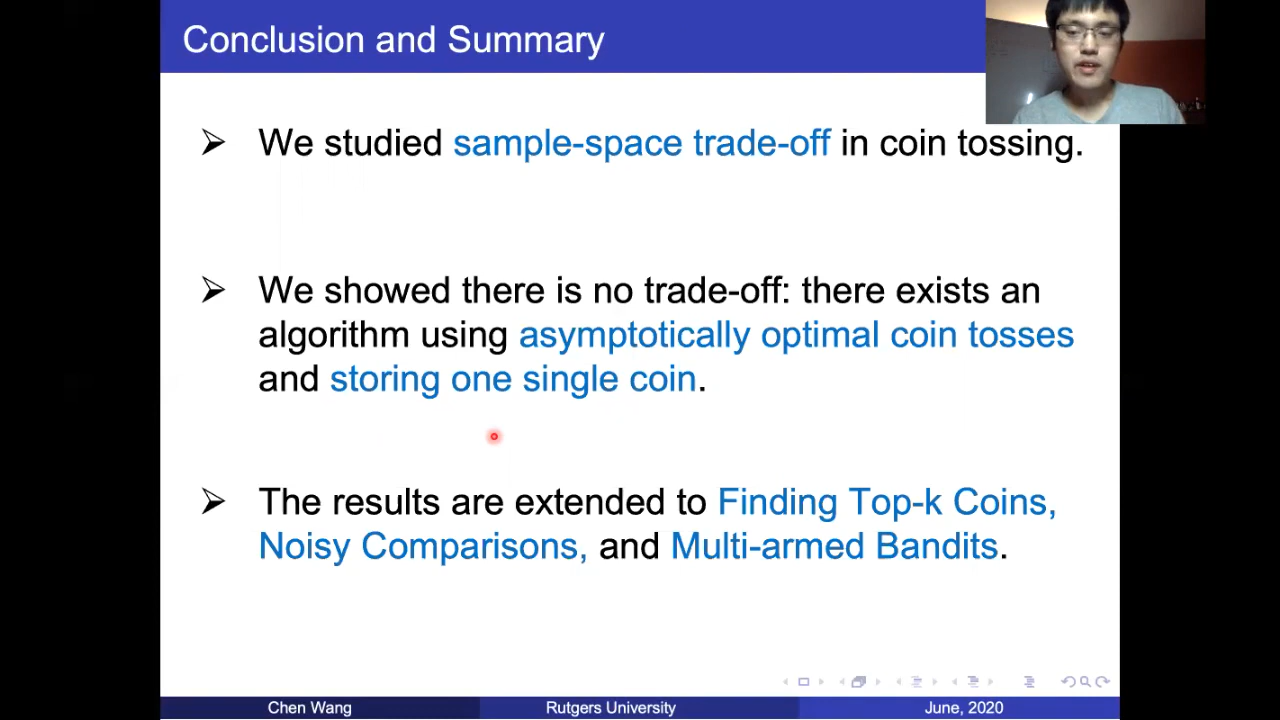 Conclusion and Summary
We studied sample-space trade-off in coin tossing.
We showed there is no trade-off: there exists an
algorithm using asymptotically optimal coin tosses
and storing one single coin.
The results are extended to Finding Top-k Coins,
Noisy Comparisons, and Multi-armed Bandits.
Chen Wang Rutgers University June, 2020